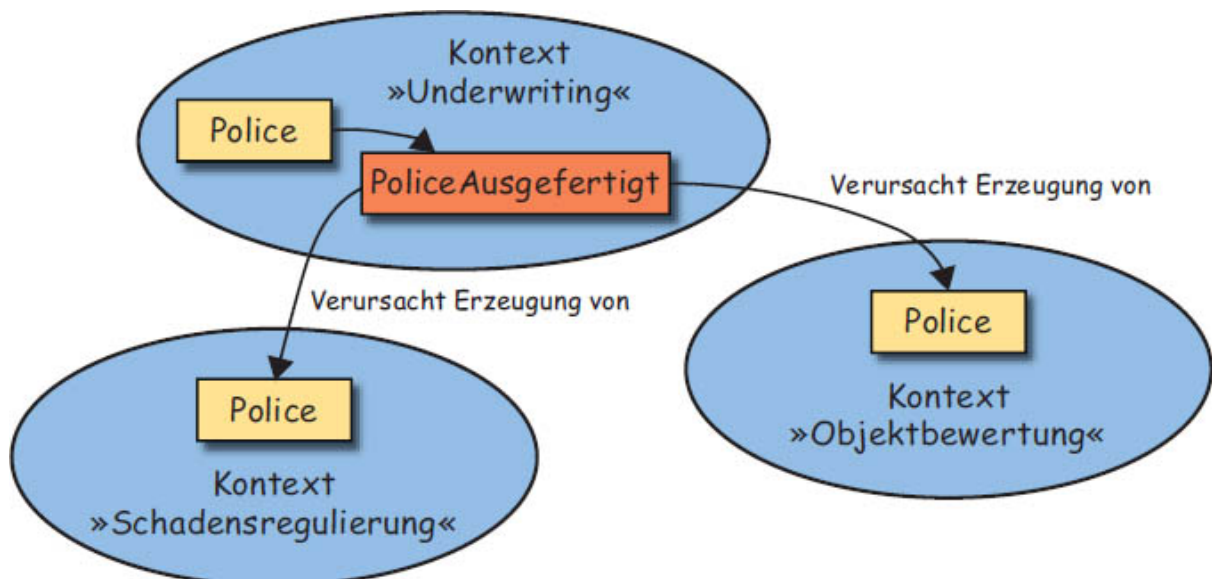 Kontext
»Underwriting«
Police
PoliceAusgefertigt
Verursacht Erzeugung von
Verursacht Erzeugung von
Police
Kontext
»Objektbewertung«
Police
Kontext
»Schadensregulierung«